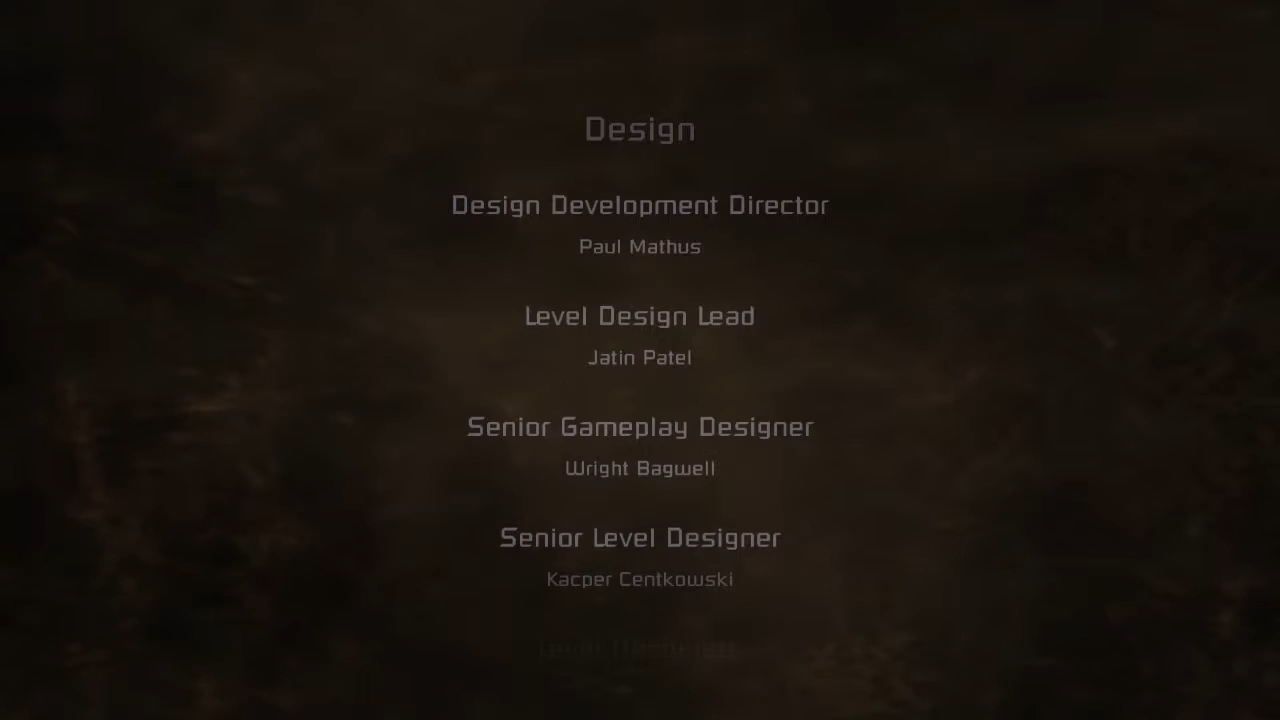 Design
Design Development Director
Paul Mathus
Level Design Lead
Jatin Patel
Senior Gameplay Designer
Wright Bagwell
Senior Level Designer
Kacper Centkowski
Level